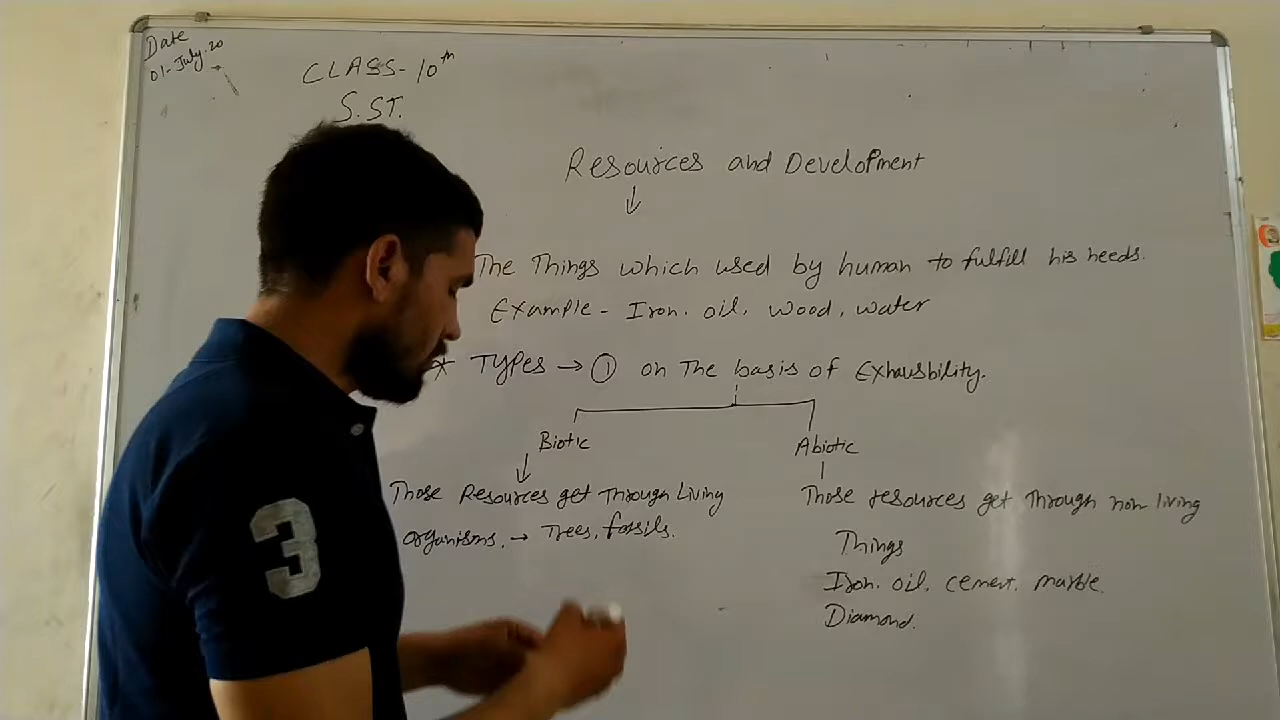 Date
01-July.20
CLASS-10th
S.ST.
Resources and Development
The Things which used by human to fulfill his needs.
Example - Iron. oil, wood, water
* Types → ① on The basis of Exhausbility.
Biotic
Abiotic
Those Resources get Through Living
organisms. → Trees, fossils.
Those resources get Through non living
Things
Iron. oil, cement. marble.
Diamond.
3